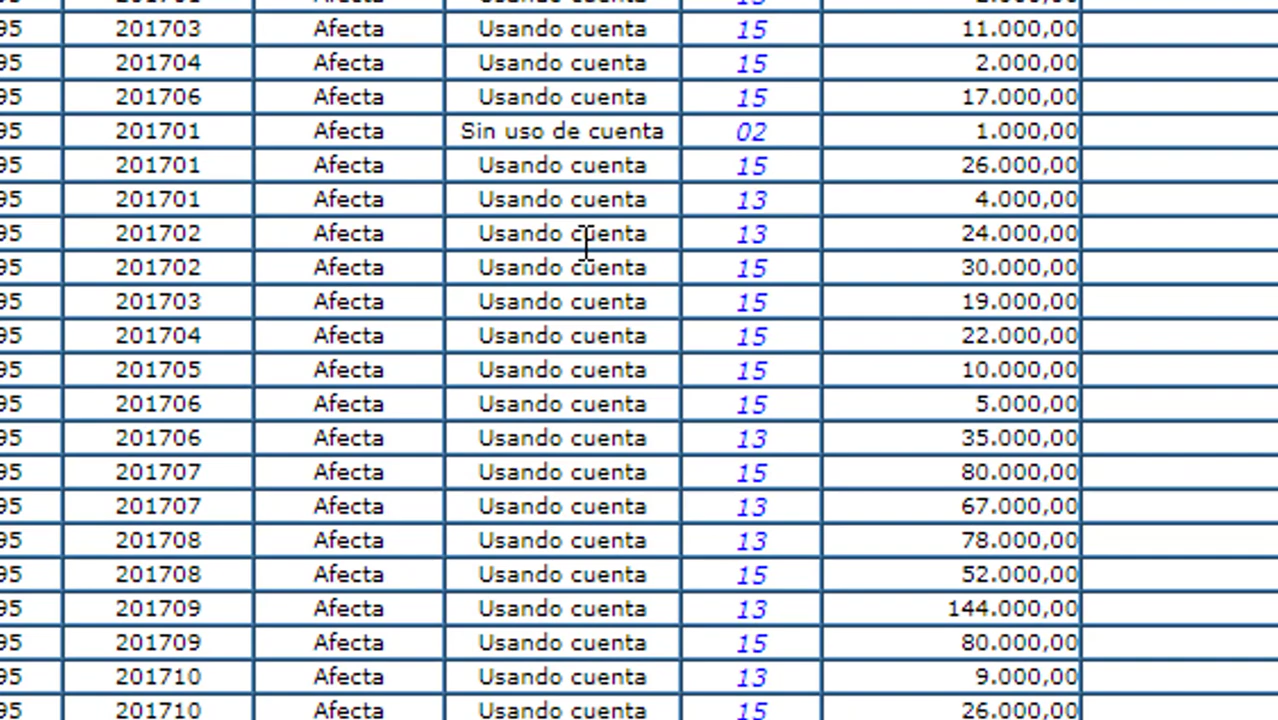 95 201703 Afecta Usando cuenta 15 11.000,00
95 201704 Afecta Usando cuenta 15 2.000,00
95 201706 Afecta Usando cuenta 15 17.000,00
95 201701 Afecta Sin uso de cuenta 02 1.000,00
95 201701 Afecta Usando cuenta 15 26.000,00
95 201701 Afecta Usando cuenta 13 4.000,00
95 201702 Afecta Usando cuenta 13 24.000,00
95 201702 Afecta Usando cuenta 15 30.000,00
95 201703 Afecta Usando cuenta 15 19.000,00
95 201704 Afecta Usando cuenta 15 22.000,00
95 201705 Afecta Usando cuenta 15 10.000,00
95 201706 Afecta Usando cuenta 15 5.000,00
95 201706 Afecta Usando cuenta 13 35.000,00
95 201707 Afecta Usando cuenta 15 80.000,00
95 201707 Afecta Usando cuenta 13 67.000,00
95 201708 Afecta Usando cuenta 13 78.000,00
95 201708 Afecta Usando cuenta 15 52.000,00
95 201709 Afecta Usando cuenta 13 144.000,00
95 201709 Afecta Usando cuenta 15 80.000,00
95 201710 Afecta Usando cuenta 13 9.000,00
95 201710 Afecta Usando cuenta 15 26.000,00